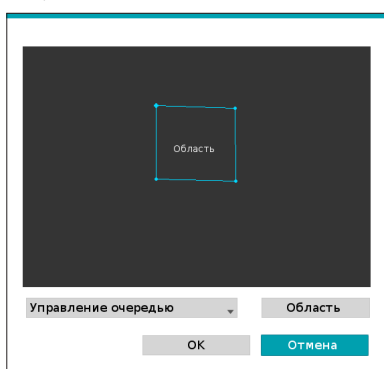 Область
Управление очередью
Область
OK
Отмена